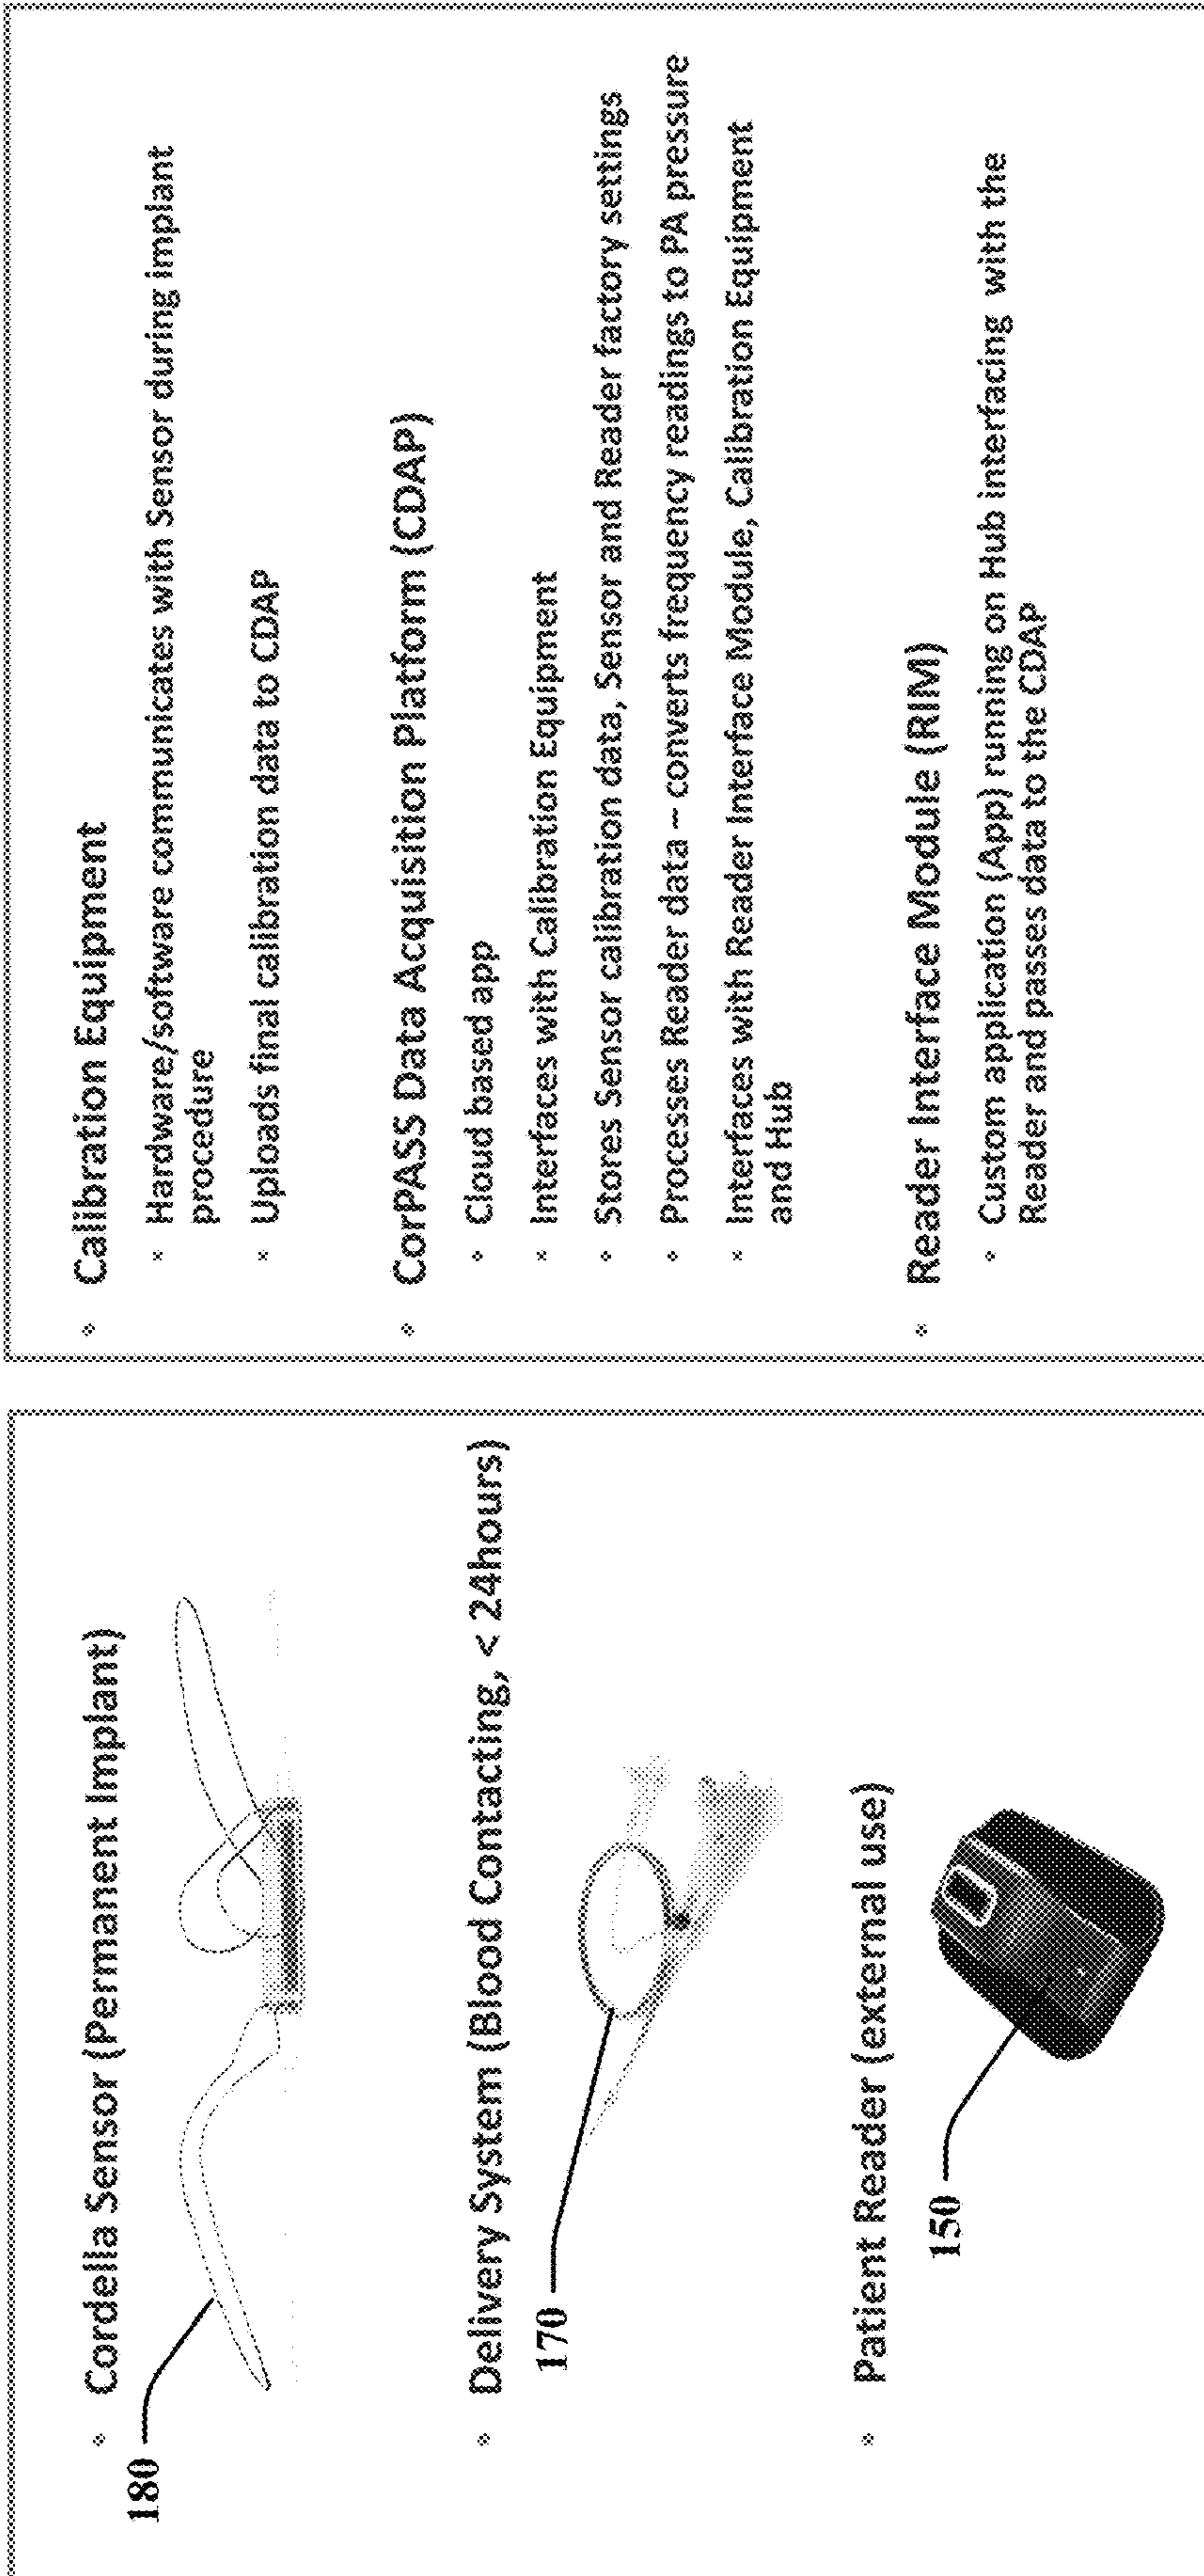 • Cordella Sensor (Permanent Implant)
180
• Delivery System (Blood Contacting, < 24hours)
170
• Patient Reader (external use)
150
• Calibration Equipment
• Hardware/software communicates with Sensor during implant
procedure
• Uploads final calibration data to CDAP
• CorPASS Data Acquisition Platform (CDAP)
• Cloud based app
• Interfaces with Calibration Equipment
• Stores Sensor calibration data, Sensor and Reader factory settings
• Processes Reader data – converts frequency readings to PA pressure
• Interfaces with Reader Interface Module, Calibration Equipment
and Hub
• Reader Interface Module (RIM)
• Custom application (App) running on Hub interfacing with the
Reader and passes data to the CDAP